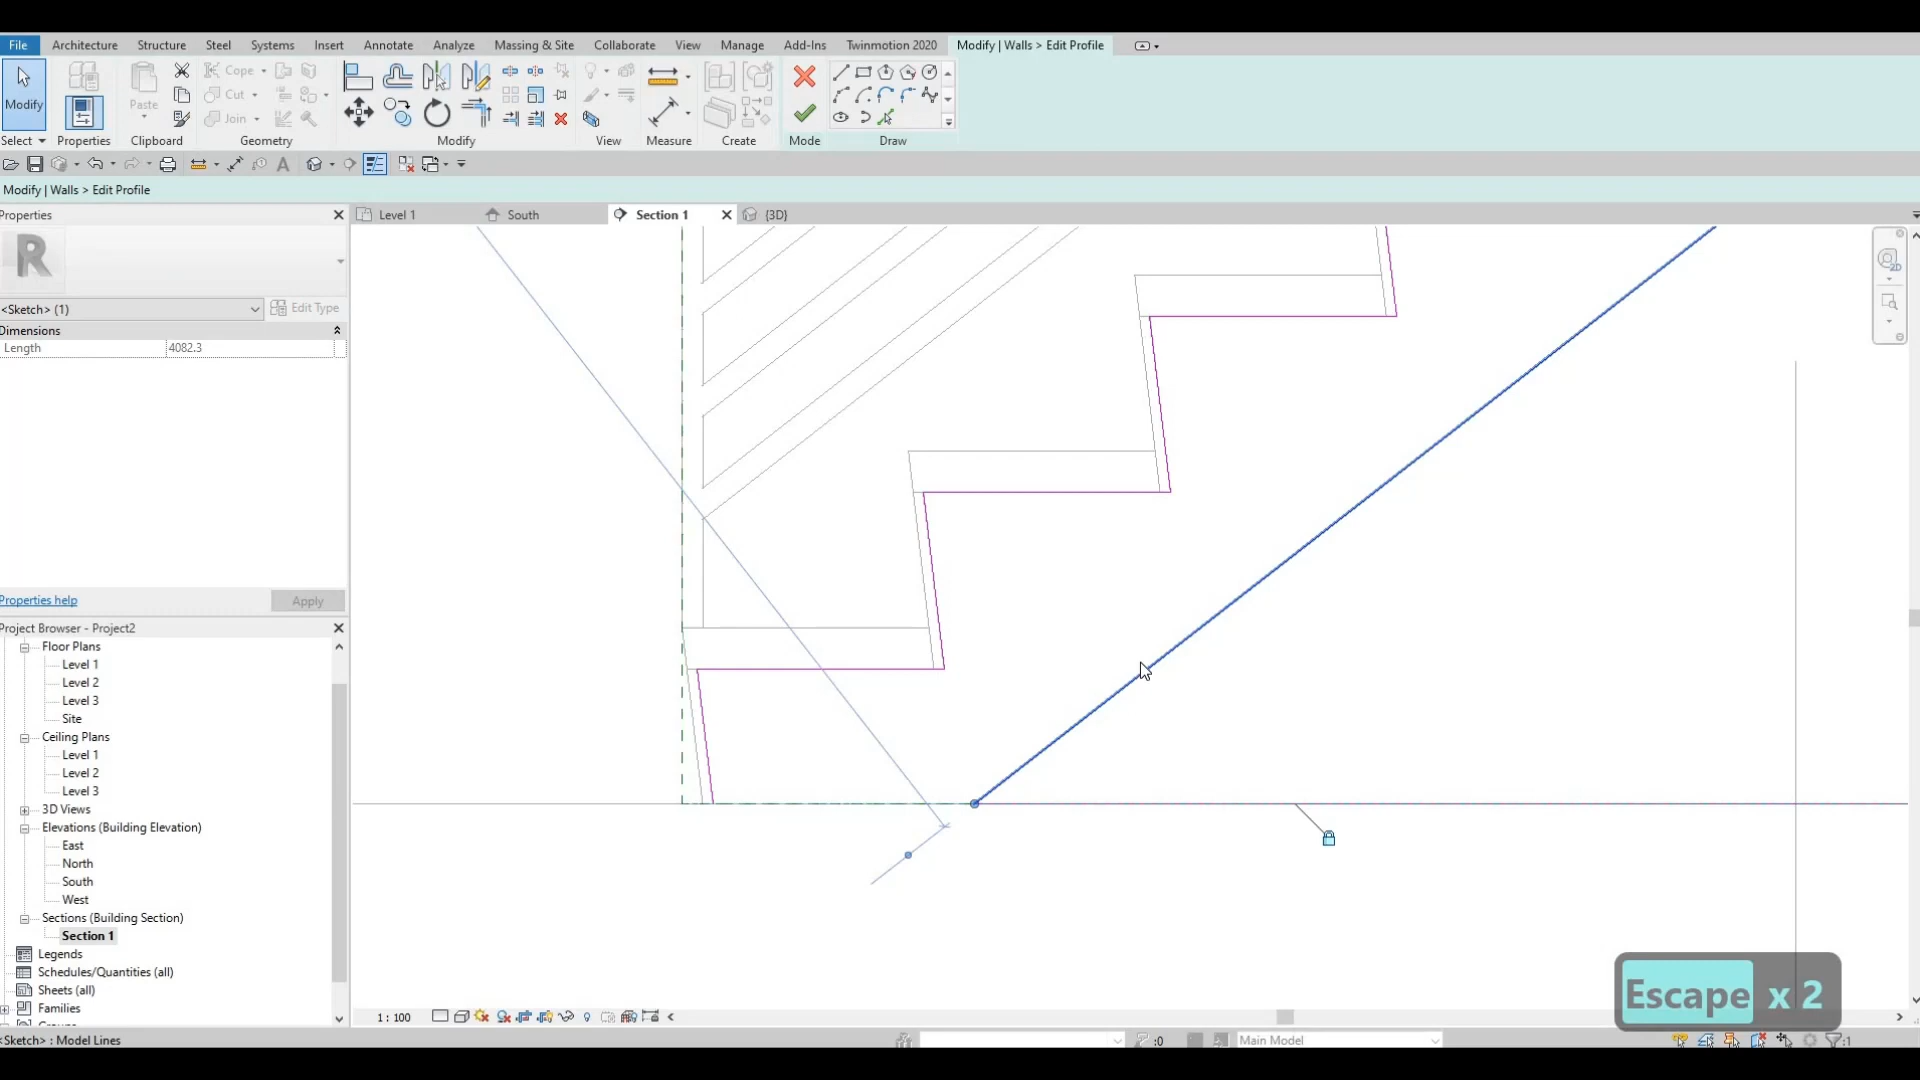 File Architecture Structure Steel Systems Insert Annotate Analyze Massing & Site Collaborate View Manage Add-Ins Twinmotion 2020 Modify | Walls > Edit Profile
Modify
Paste
Cope
Cut
Join
Select Properties Clipboard Geometry Modify View Measure Create Mode Draw
Modify | Walls > Edit Profile
Properties
Level 1 South Section 1 {3D}
R
<Sketch> (1) Edit Type
Dimensions
Length 4082.3
Properties help Apply
Project Browser - Project2
Floor Plans
Level 1
Level 2
Level 3
Site
Ceiling Plans
Level 1
Level 2
Level 3
3D Views
Elevations (Building Elevation)
East
North
South
West
Sections (Building Section)
Section 1
Legends
Schedules/Quantities (all)
Sheets (all)
Families
2D
Escape x 2
1 : 100
<Sketch> : Model Lines
:0
Main Model
:1